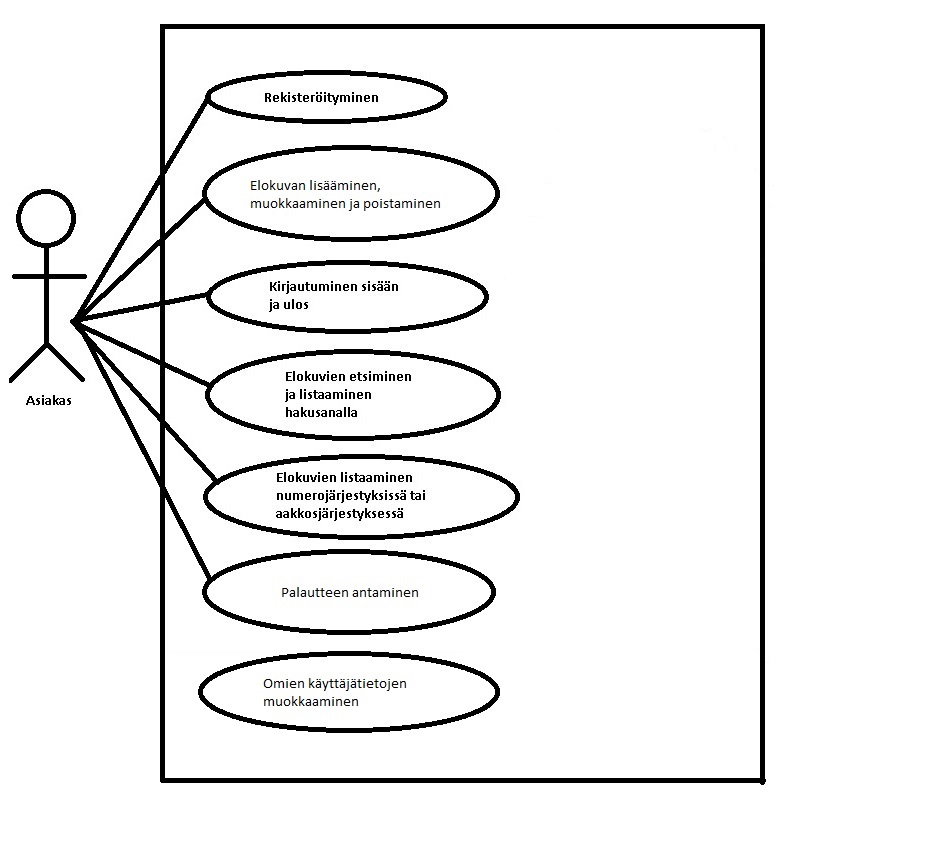 Rekisteröityminen
Elokuvan lisääminen,
muokkaaminen ja poistaminen
Kirjautuminen sisään
ja ulos
Elokuvien etsiminen
ja listaaminen
hakusanalla
Asiakas
Elokuvien listaaminen
numerojärjestyksissä tai
aakkosjärjestyksessä
Palautteen antaminen
Omien käyttäjätietojen
muokkaaminen